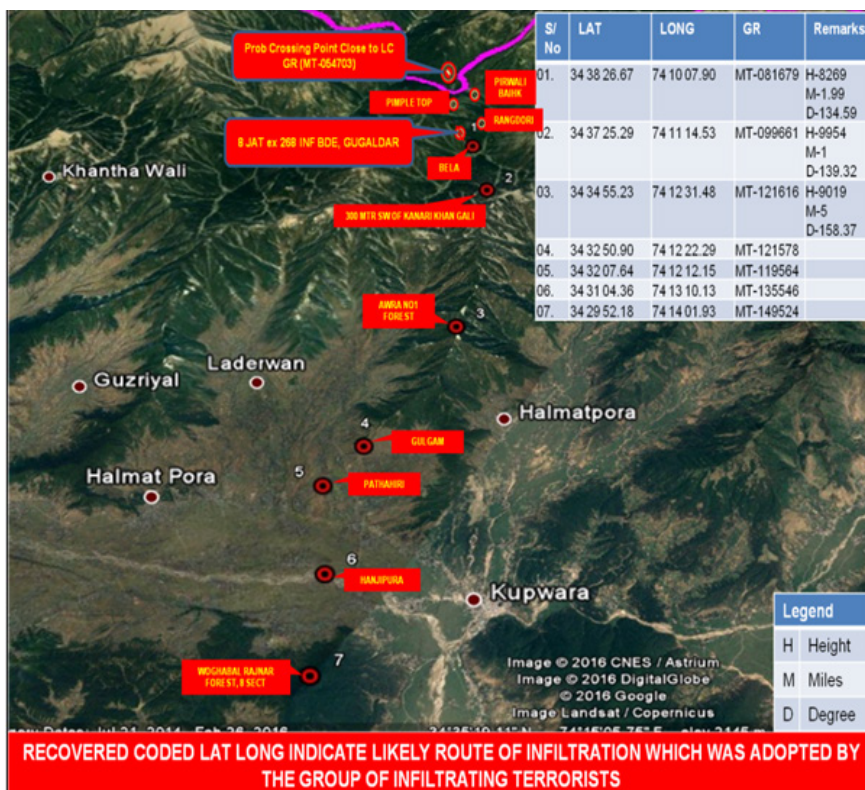 Prob Crossing Point Close to LC
GR (MT-054703)
PIRWALI
BAIHK
PIMPLE TOP
RANGDORI
8 JAT ex 268 INF BDE, GUGALDAR
1
BELA
Khantha Wali
2
300 MTR SW OF KANARI KHAN GALI
AWRA NO1
FOREST
3
Laderwan
Guzriyal
Halmatpora
4
GULGAM
Halmat Pora
5
PATHAHIRI
6
HANJIPURA
Kupwara
WOGHABAL RAJNAR
FOREST, 8 SECT
7
Image © 2016 CNES / Astrium
Image © 2016 DigitalGlobe
© 2016 Google
Image Landsat / Copernicus
S/ No LAT LONG GR Remarks
01. 34 38 26.67 74 10 07.90 MT-081679 H-8269
M-1.99
D-134.59
02. 34 37 25.29 74 11 14.53 MT-099661 H-9954
M-1
D-139.32
03. 34 34 55.23 74 12 31.48 MT-121616 H-9019
M-5
D-158.37
04. 34 32 50.90 74 12 22.29 MT-121578
05. 34 32 07.64 74 12 12.15 MT-119564
06. 34 31 04.36 74 13 10.13 MT-135546
07. 34 29 52.18 74 14 01.93 MT-149524
Legend
H Height
M Miles
D Degree
RECOVERED CODED LAT LONG INDICATE LIKELY ROUTE OF INFILTRATION WHICH WAS ADOPTED BY
THE GROUP OF INFILTRATING TERRORISTS